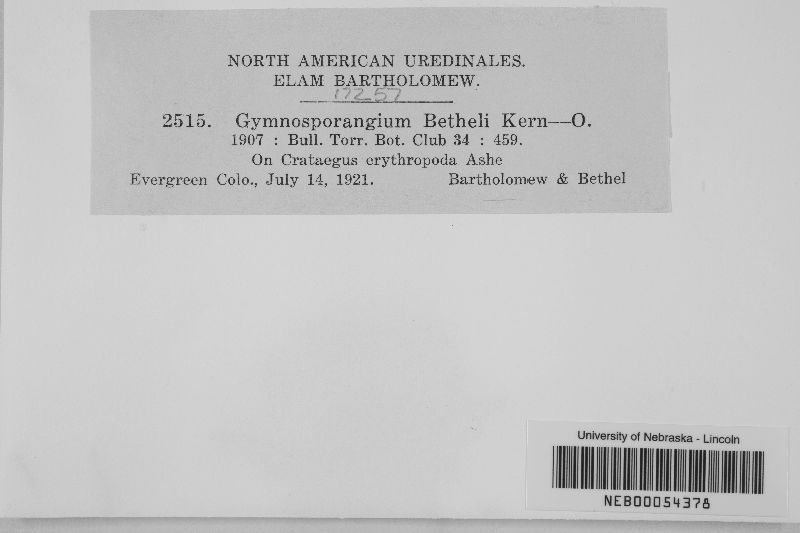 NORTH AMERICAN UREDINALES.
ELAM BARTHOLOMEW.
17257
2515. Gymnosporangium Betheli Kern—O.
1907 : Bull. Torr. Bot. Club 34 : 459.
On Crataegus erythropoda Ashe
Evergreen Colo., July 14, 1921. Bartholomew & Bethel
University of Nebraska - Lincoln
NEB00054378